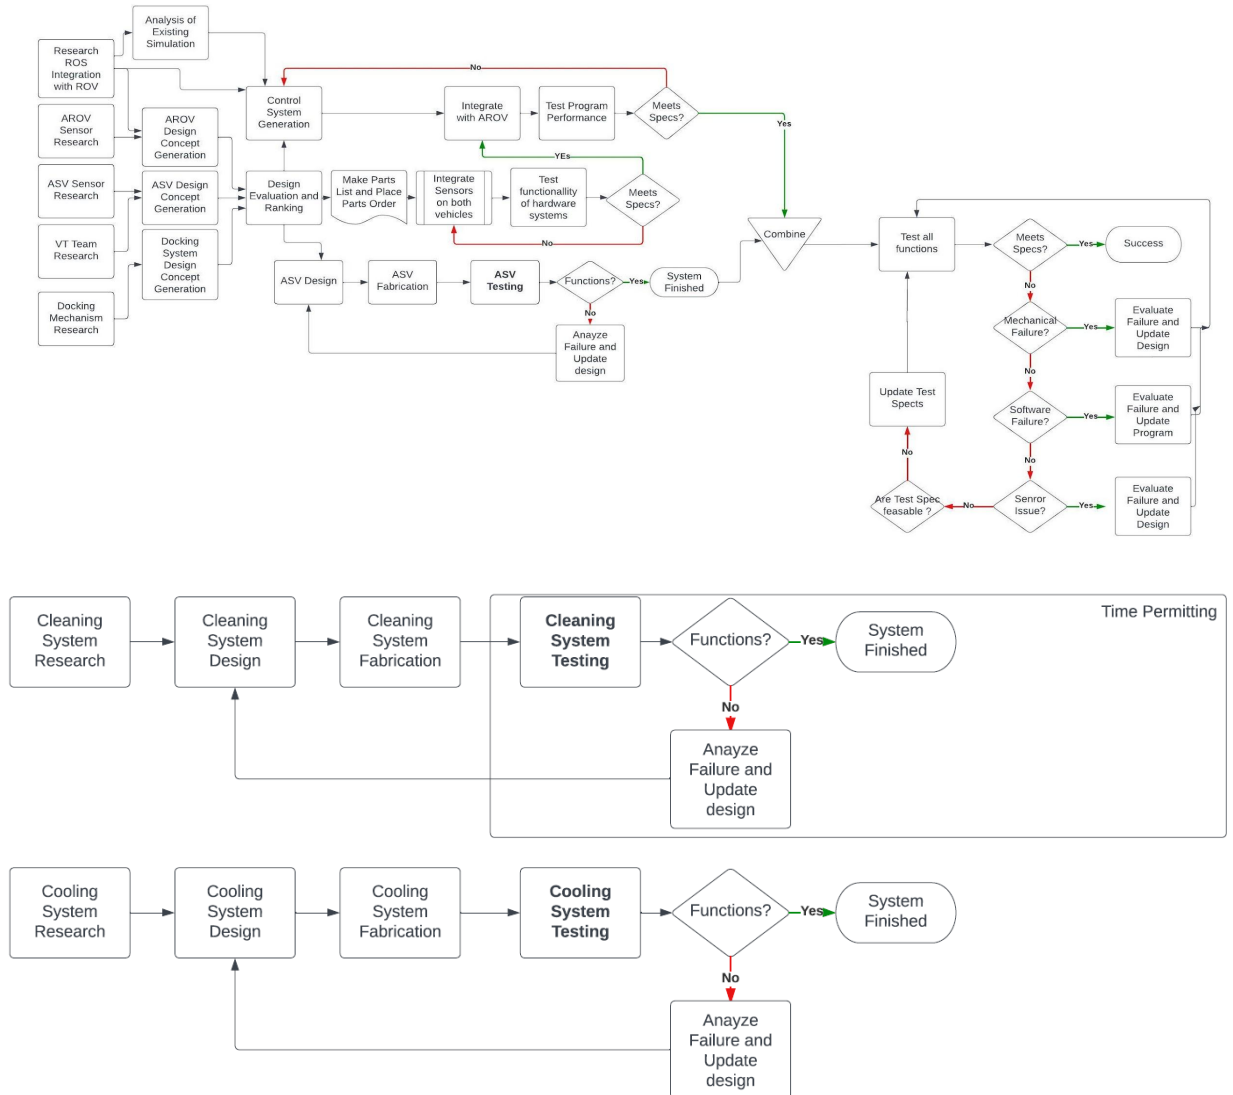 Analysis of
Existing
Simulation
Research
ROS
Integration
with ROV
AROV
Sensor
Research
ASV Sensor
Research
VT Team
Research
Docking
Mechanism
Research
AROV
Design
Concept
Generation
ASV Design
Concept
Generation
Docking
System
Design
Concept
Generation
Control
System
Generation
Design
Evaluation and
Ranking
No
Integrate
with AROV
Test Program
Performance
Meets
Specs?
Yes
YEs
Make Parts
List and Place
Parts Order
Integrate
Sensors
on both
vehicles
Test
functionallity
of hardware
systems
Meets
Specs?
No
ASV Design
ASV
Fabrication
ASV
Testing
Functions?
Yes
System
Finished
No
Anayze
Failure and
Update
design
Combine
Test all
functions
Meets
Specs?
Yes
Success
No
Mechanical
Failure?
Yes
Evaluate
Failure and
Update
Design
No
Software
Failure?
Yes
Evaluate
Failure and
Update
Program
No
Senror
Issue?
Yes
Evaluate
Failure and
Update
Design
No
Are Test Spec
feasable ?
No
Update Test
Spects
Time Permitting
Cleaning
System
Research
Cleaning
System
Design
Cleaning
System
Fabrication
Cleaning
System
Testing
Functions?
Yes
System
Finished
No
Anayze
Failure and
Update
design
Cooling
System
Research
Cooling
System
Design
Cooling
System
Fabrication
Cooling
System
Testing
Functions?
Yes
System
Finished
No
Anayze
Failure and
Update
design